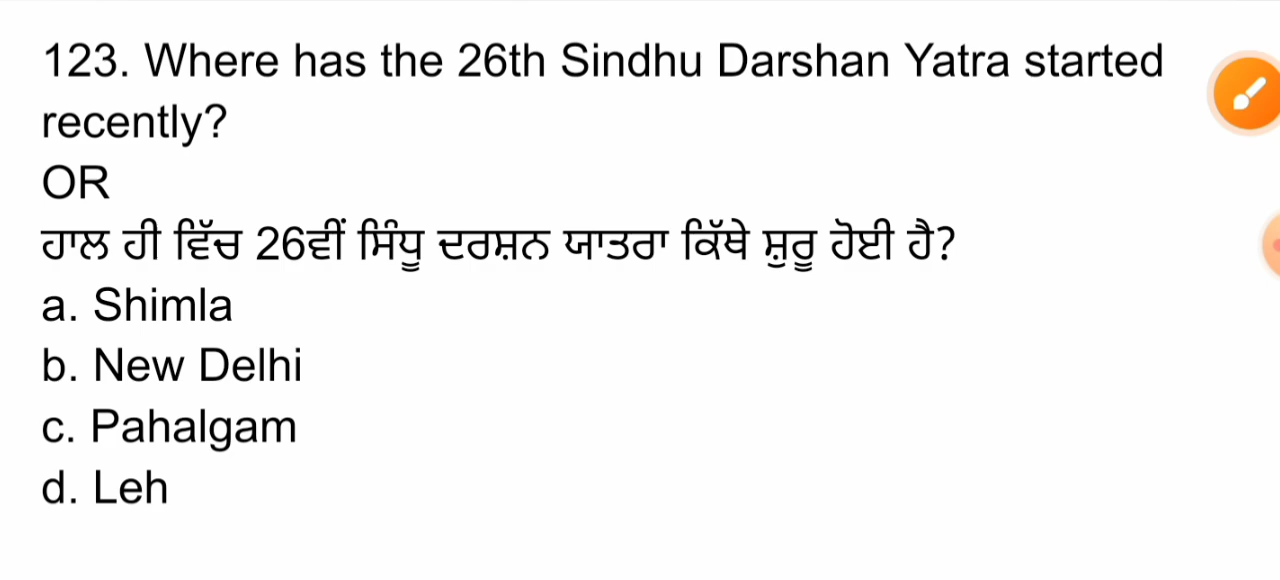 123. Where has the 26th Sindhu Darshan Yatra started
recently?
OR
ਹਾਲ ਹੀ ਵਿੱਚ 26ਵੀਂ ਸਿੰਧੂ ਦਰਸ਼ਨ ਯਾਤਰਾ ਕਿੱਥੇ ਸ਼ੁਰੂ ਹੋਈ ਹੈ?
a. Shimla
b. New Delhi
c. Pahalgam
d. Leh